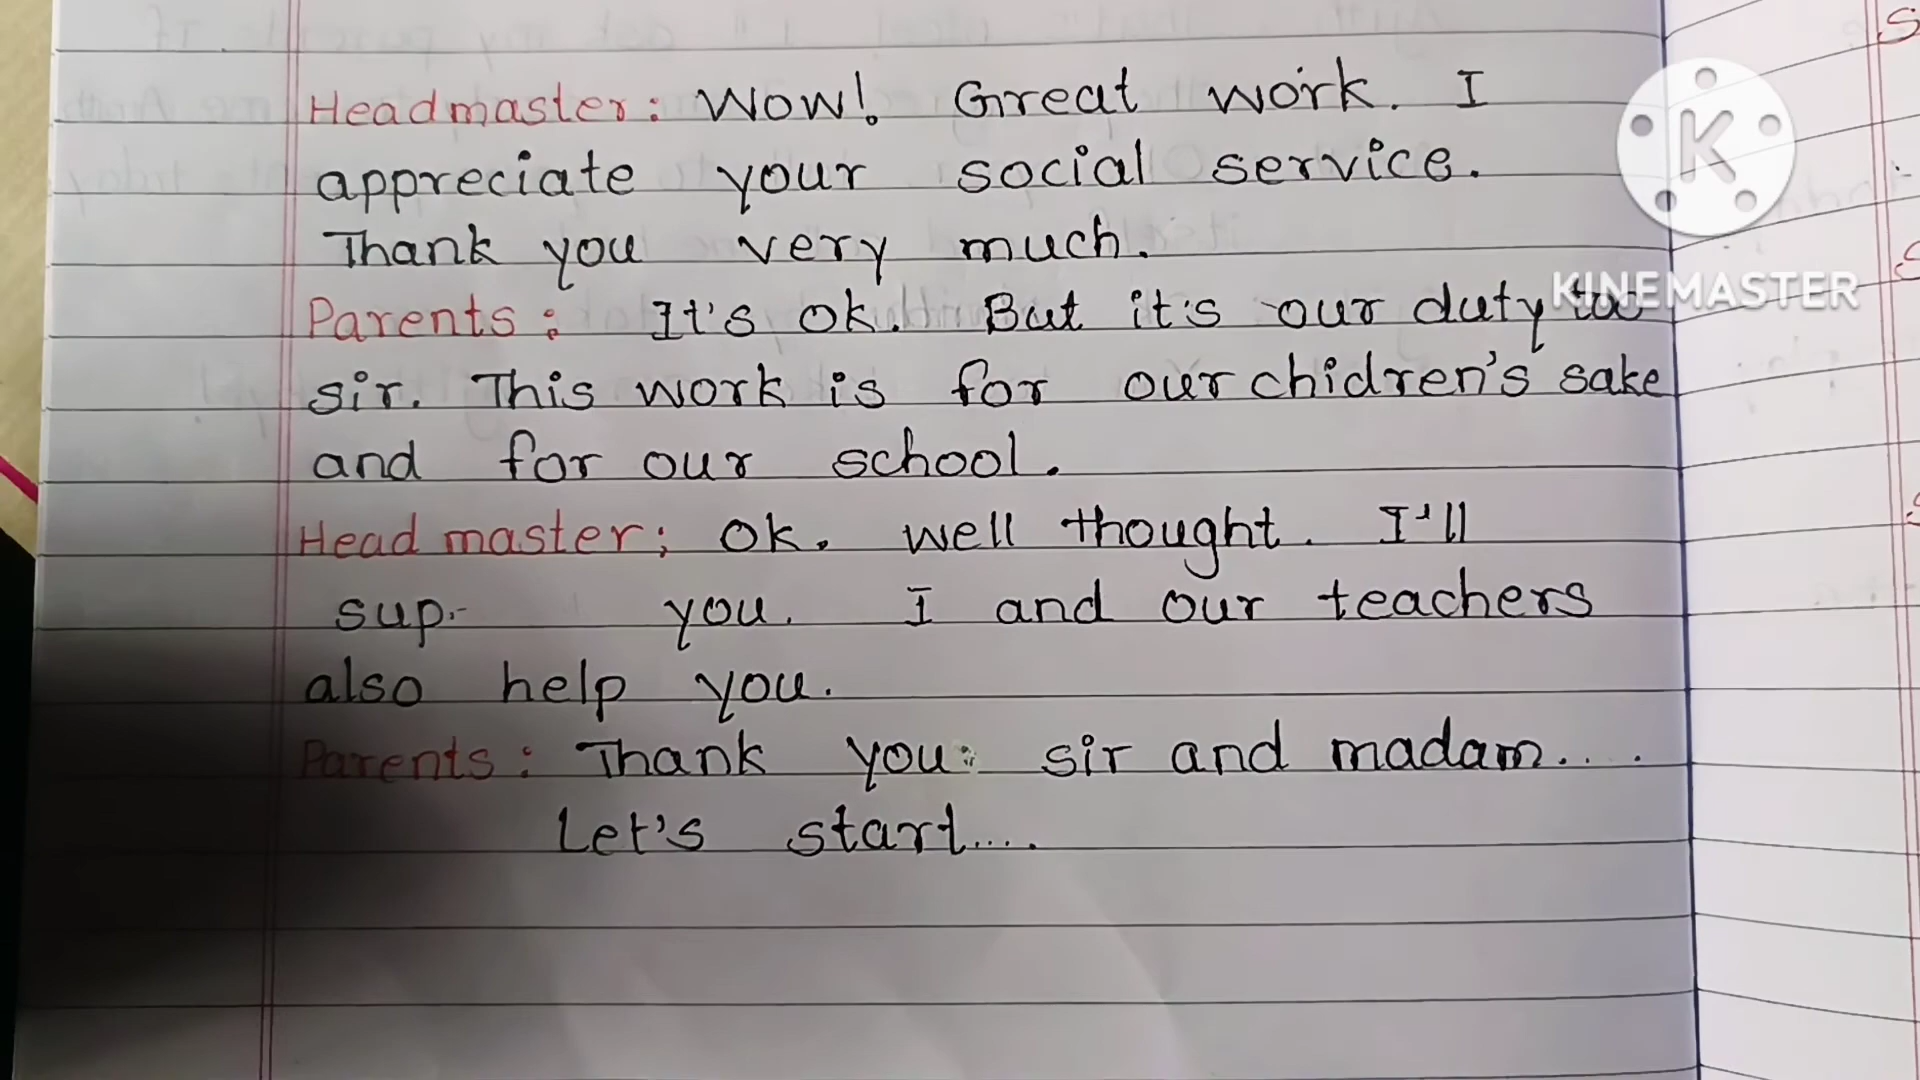 Headmaster: Wow! Great work. I
appreciate your social service.
Thank you very much.
KINEMASTER
Parents: It's ok. But it's our duty too
sir. This work is for our chidren's sake
and for our school.
Head master: Ok. well thought. I'll
sup you. I and our teachers
also help you.
Parents: Thank you sir and madam....
Let's start....